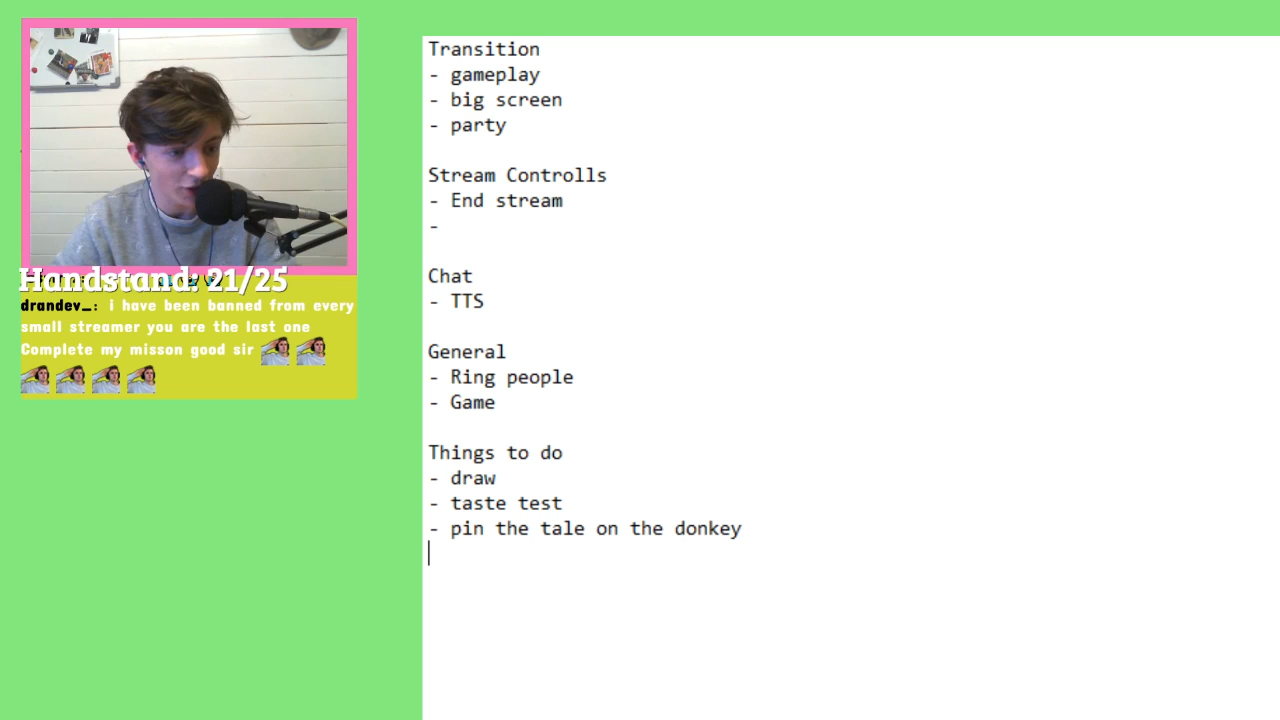 Handstand: 21/25
drandev_: i have been banned from every
small streamer you are the last one
Complete my misson good sir
Transition
- gameplay
- big screen
- party
Stream Controlls
- End stream
-
Chat
- TTS
General
- Ring people
- Game
Things to do
- draw
- taste test
- pin the tale on the donkey